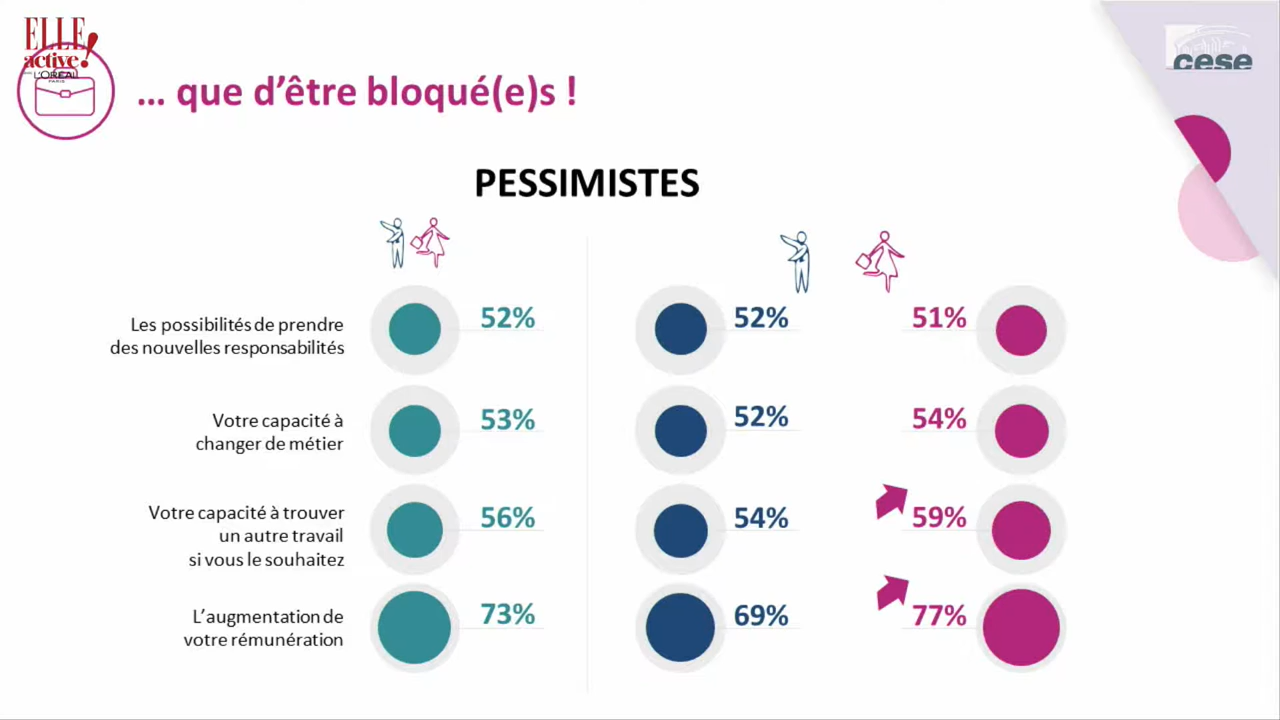 ELLE
active!
L'ORÉAL
PARIS
cese
... que d'être bloqué(e)s !
PESSIMISTES
Les possibilités de prendre
des nouvelles responsabilités
52%
52%
51%
Votre capacité à
changer de métier
53%
52%
54%
Votre capacité à trouver
un autre travail
si vous le souhaitez
56%
54%
59%
L'augmentation de
votre rémunération
73%
69%
77%